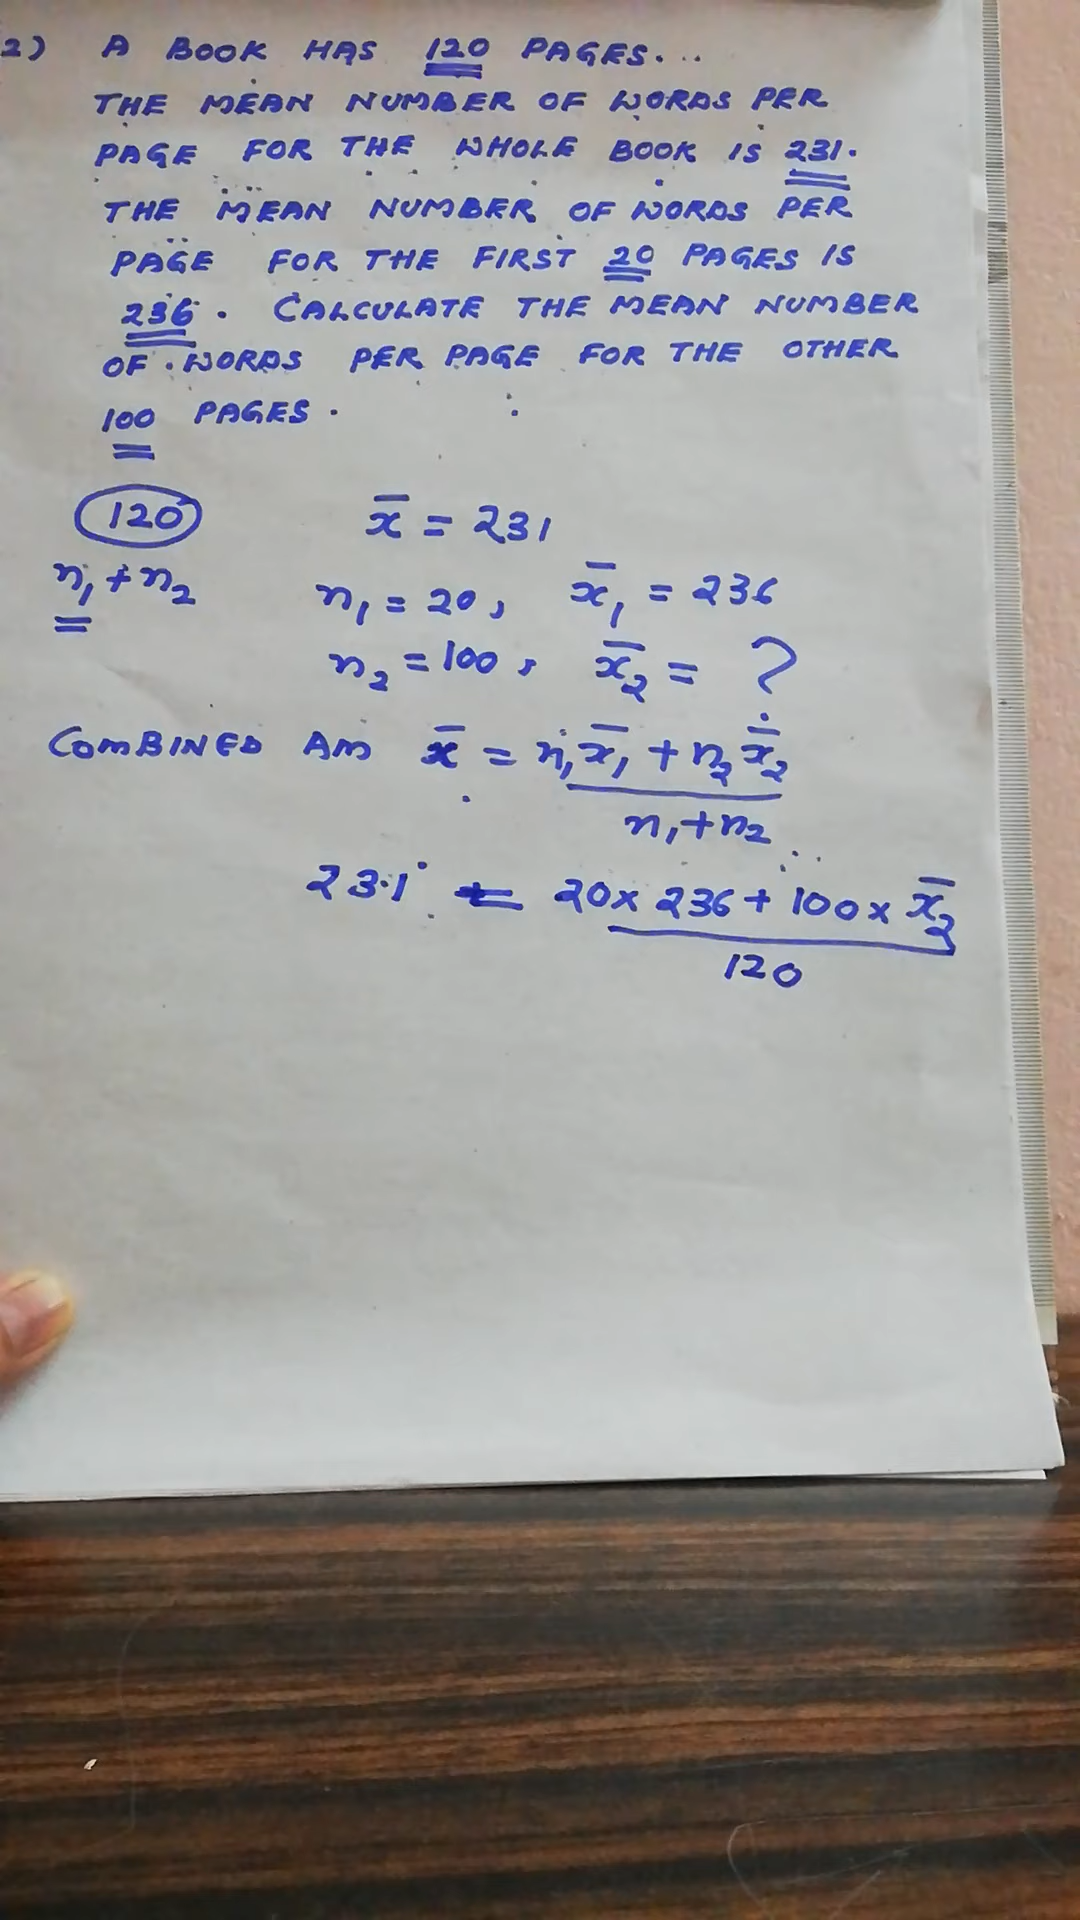 2) A BOOK HAS 120 PAGES...
THE MEAN NUMBER OF WORDS PER
PAGE FOR THE WHOLE BOOK IS 231.
THE MEAN NUMBER OF WORDS PER
PAGE FOR THE FIRST 20 PAGES IS
236. CALCULATE THE MEAN NUMBER
OF WORDS PER PAGE FOR THE OTHER
100 PAGES.
120 x̄ = 231
n₁ + n₂ n₁ = 20, x̄₁ = 236
n₂ = 100, x̄₂ = ?
COMBINED AM x̄ = n₁x̄₁ + n₂x̄₂
n₁+n₂
231 = 20 x 236 + 100 x x̄₂
120